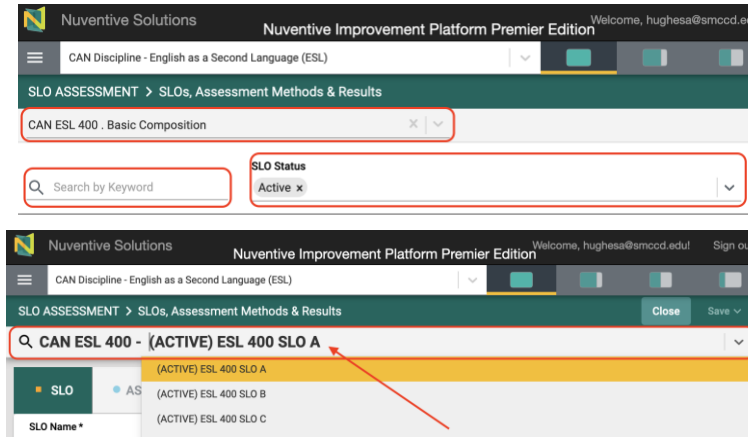 Nuventive Solutions
Nuventive Improvement Platform Premier Edition
Welcome, hughesa@smccd.e
CAN Discipline - English as a Second Language (ESL)
SLO ASSESSMENT > SLOs, Assessment Methods & Results
CAN ESL 400 . Basic Composition
SLO Status
Search by Keyword
Active x
Nuventive Solutions
Nuventive Improvement Platform Premier Edition
Welcome, hughesa@smccd.edu!
Sign ou
CAN Discipline - English as a Second Language (ESL)
SLO ASSESSMENT > SLOs, Assessment Methods & Results
Close
Save
CAN ESL 400 - (ACTIVE) ESL 400 SLO A
(ACTIVE) ESL 400 SLO A
SLO
AS
(ACTIVE) ESL 400 SLO B
(ACTIVE) ESL 400 SLO C
SLO Name *